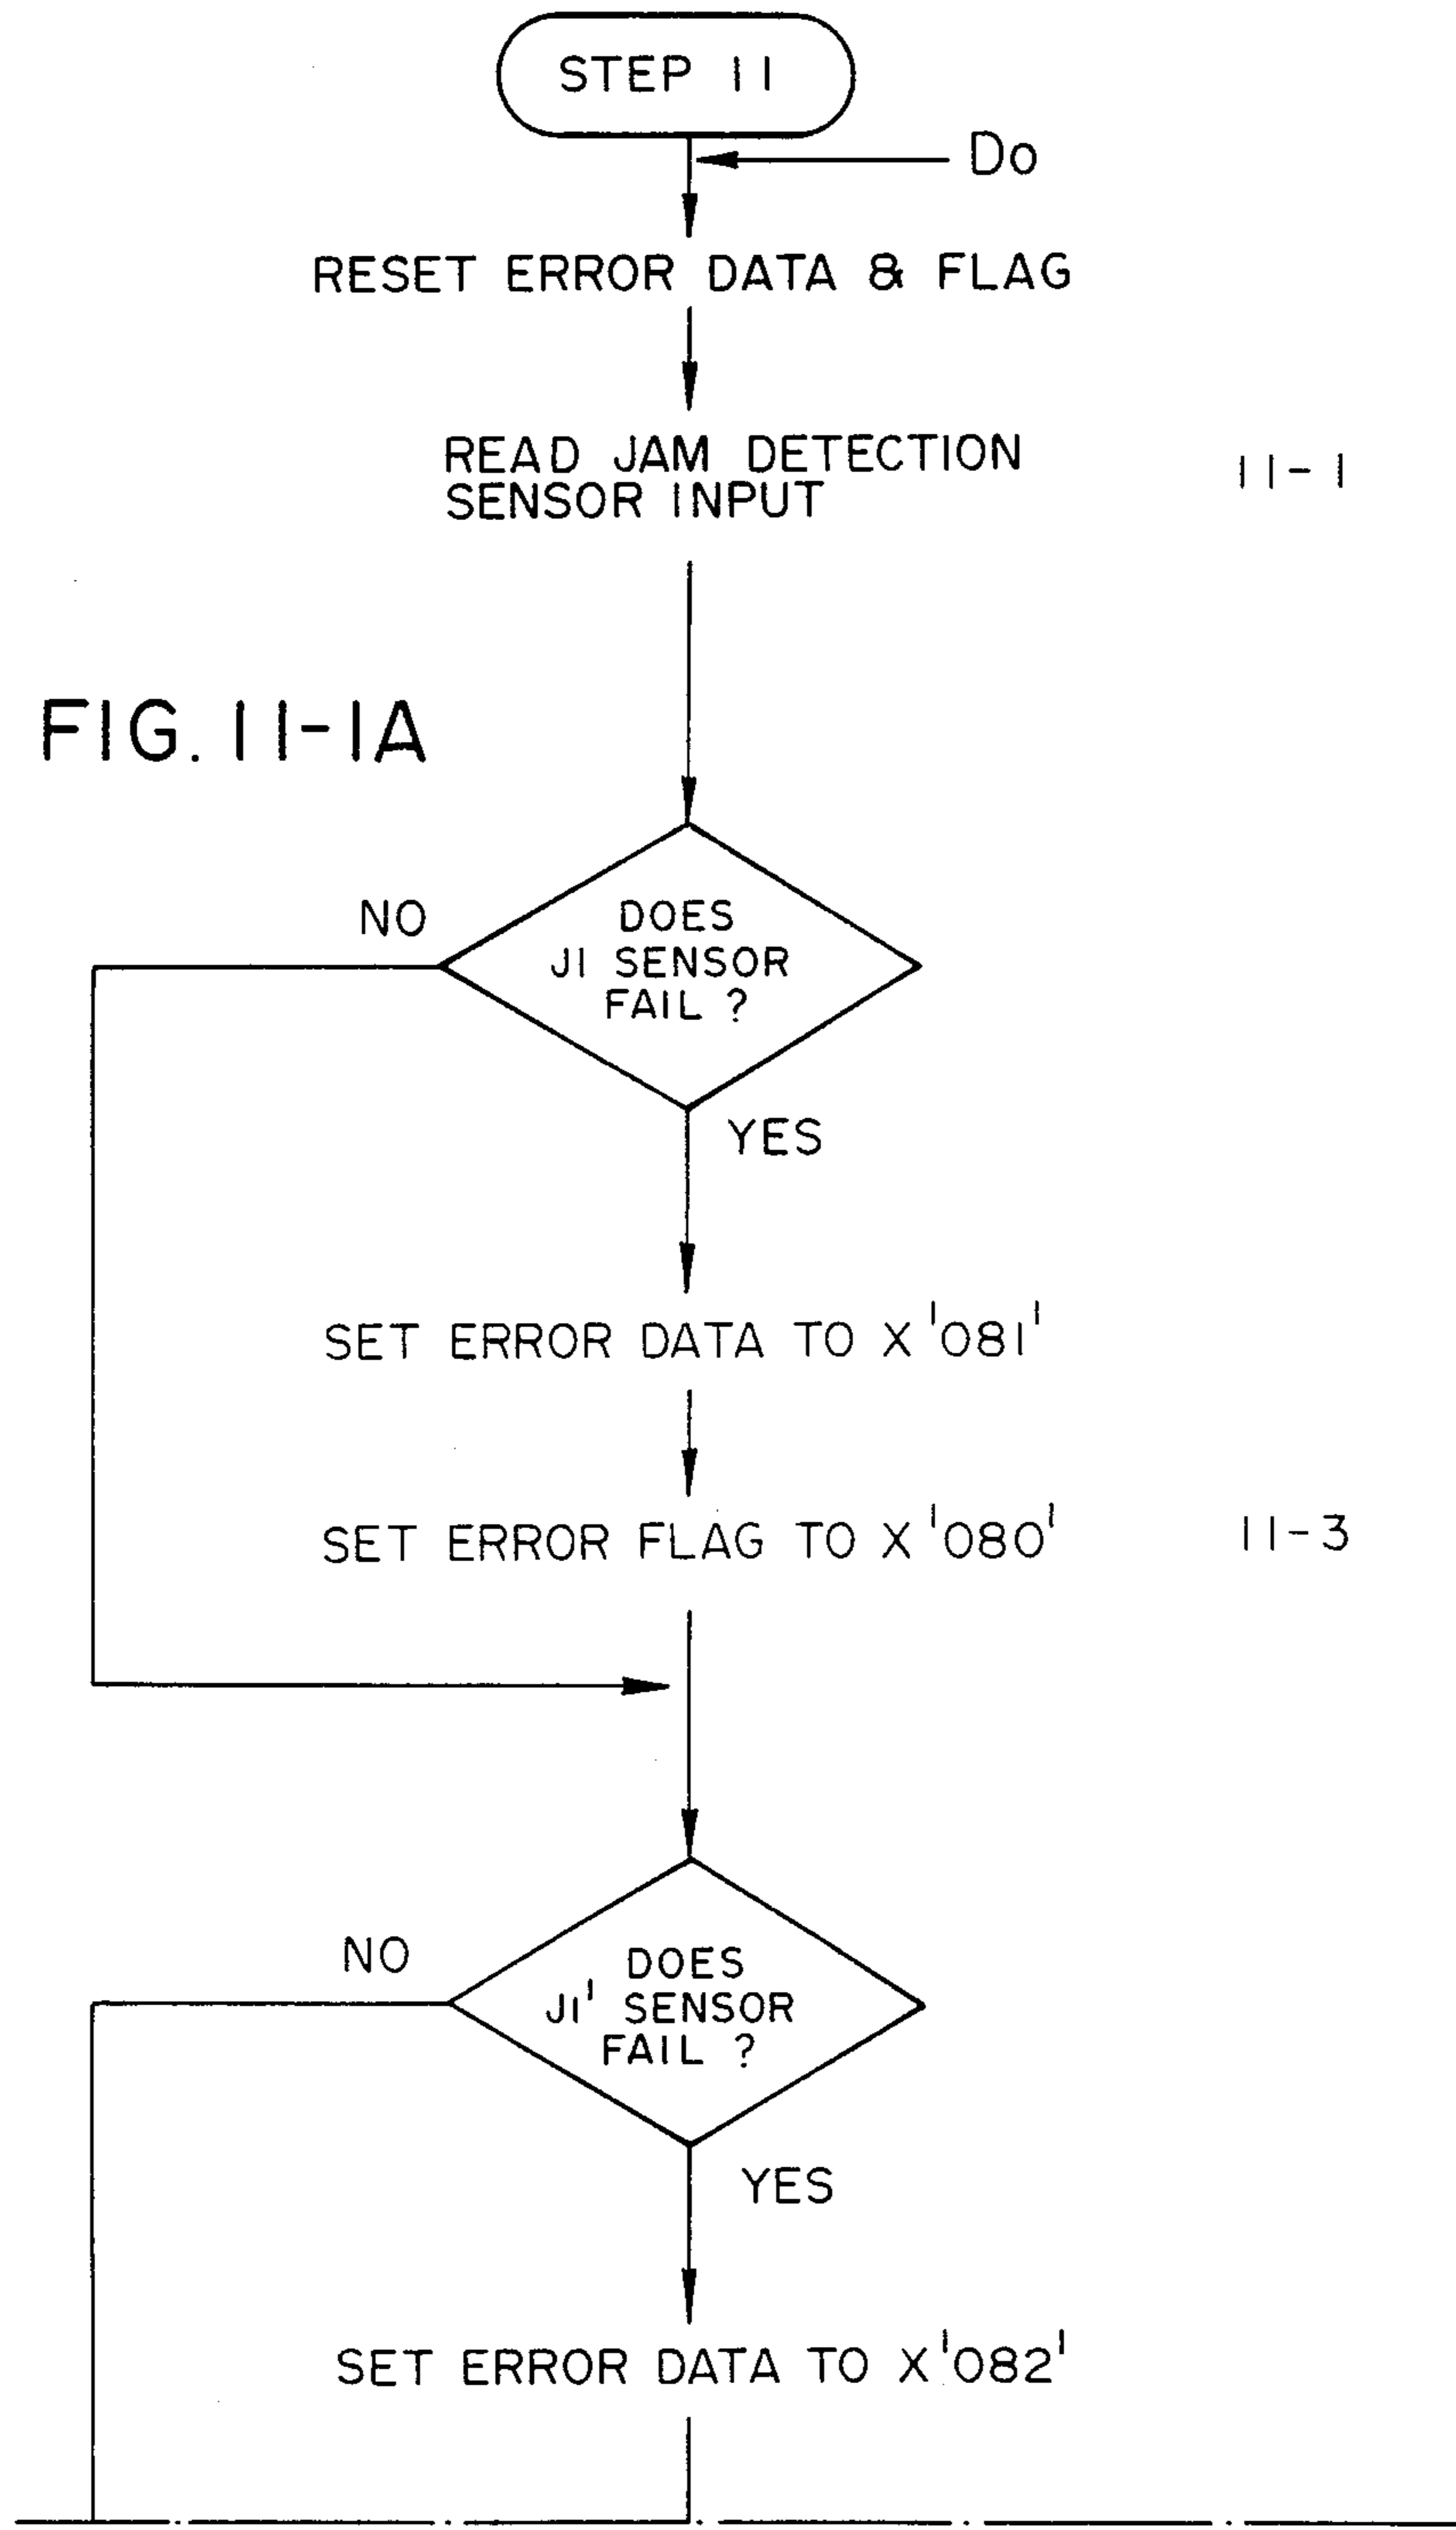 STEP 11
Do
RESET ERROR DATA & FLAG
READ JAM DETECTION
SENSOR INPUT
11-1
FIG. 11-1A
NO
DOES
J1 SENSOR
FAIL ?
YES
SET ERROR DATA TO X'081'
SET ERROR FLAG TO X'080'
11-3
NO
DOES
J1' SENSOR
FAIL ?
YES
SET ERROR DATA TO X'082'